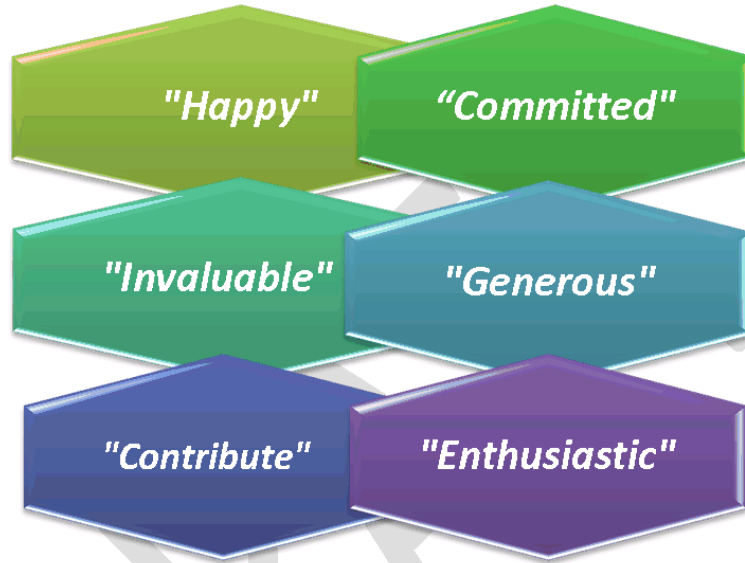 "Happy"
“Committed"
"Invaluable"
"Generous"
"Contribute"
"Enthusiastic"